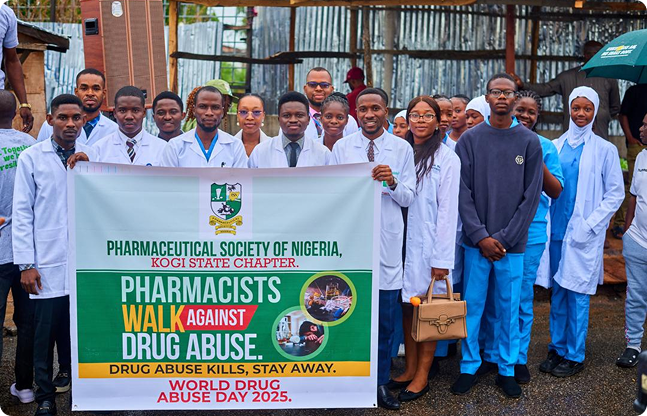 PHARMACEUTICAL SOCIETY OF NIGERIA,
KOGI STATE CHAPTER.
PHARMACISTS
WALK AGAINST
DRUG ABUSE.
DRUG ABUSE KILLS, STAY AWAY.
WORLD DRUG
ABUSE DAY 2025.